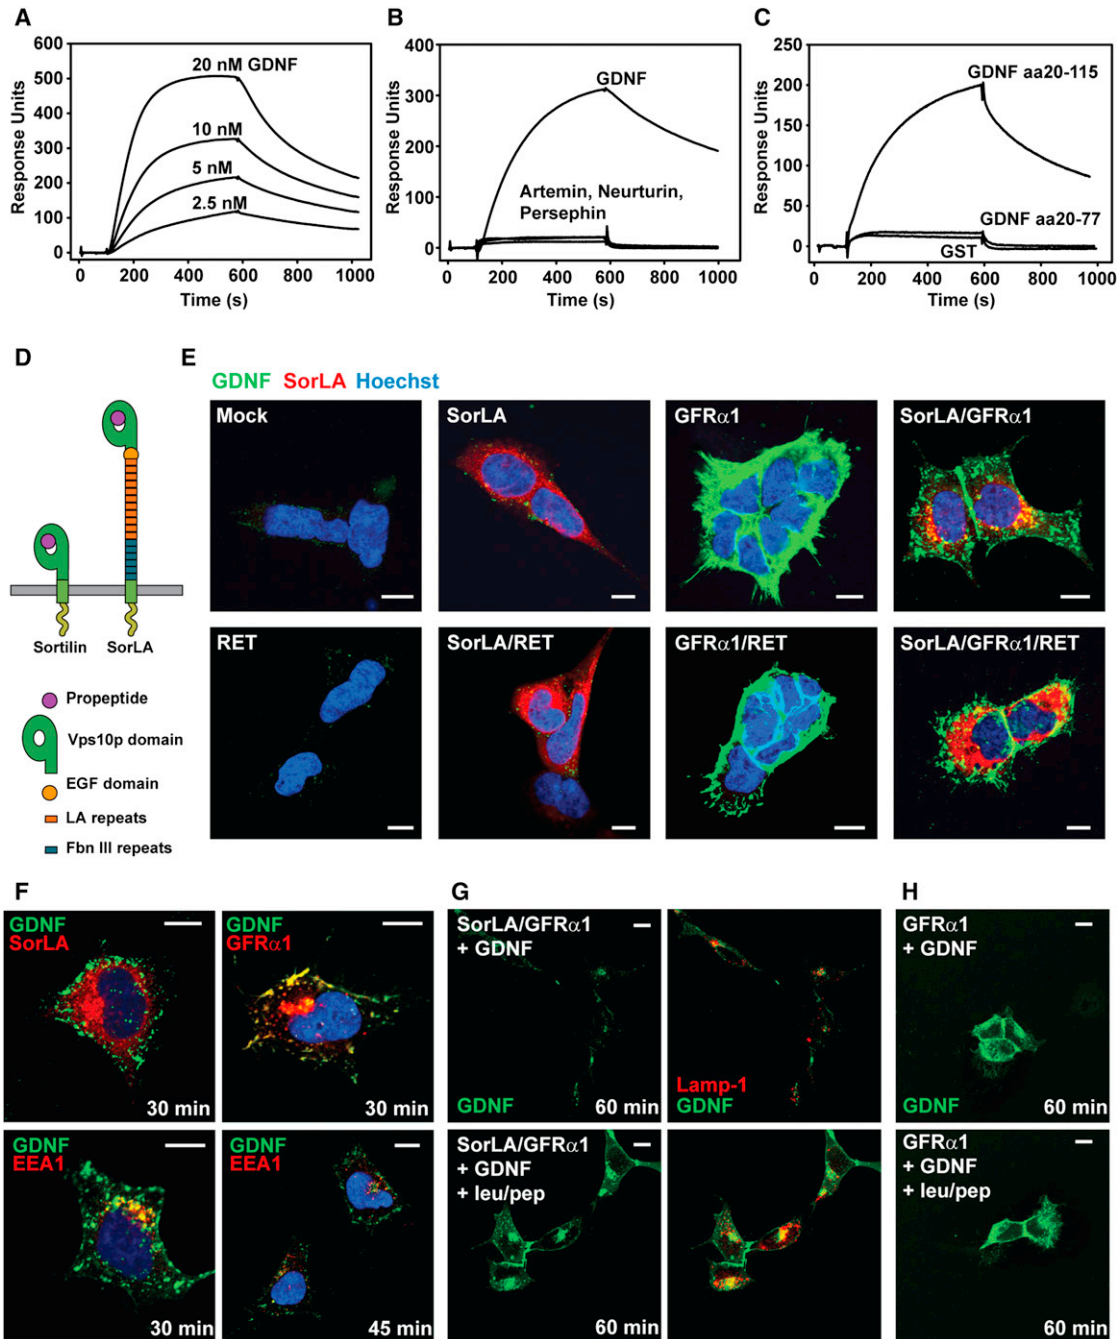 A
Response Units
600
500
400
300
200
100
0
20 nM GDNF
10 nM
5 nM
2.5 nM
0 200 400 600 800 1000
Time (s)
B
Response Units
400
300
200
100
0
GDNF
Artemin, Neurturin,
Persephin
0 200 400 600 800 1000
Time (s)
C
Response Units
250
200
150
100
50
0
GDNF aa20-115
GDNF aa20-77
GST
0 200 400 600 800 1000
Time (s)
D
Sortilin SorLA
Propeptide
Vps10p domain
EGF domain
LA repeats
Fbn III repeats
E
GDNF SorLA Hoechst
Mock
SorLA
GFRα1
SorLA/GFRα1
RET
SorLA/RET
GFRα1/RET
SorLA/GFRα1/RET
F
GDNF
SorLA
30 min
GDNF
GFRα1
30 min
GDNF
EEA1
30 min
GDNF
EEA1
45 min
G
SorLA/GFRα1
+ GDNF
GDNF
60 min
Lamp-1
GDNF
SorLA/GFRα1
+ GDNF
+ leu/pep
60 min
H
GFRα1
+ GDNF
GDNF
60 min
GFRα1
+ GDNF
+ leu/pep
60 min